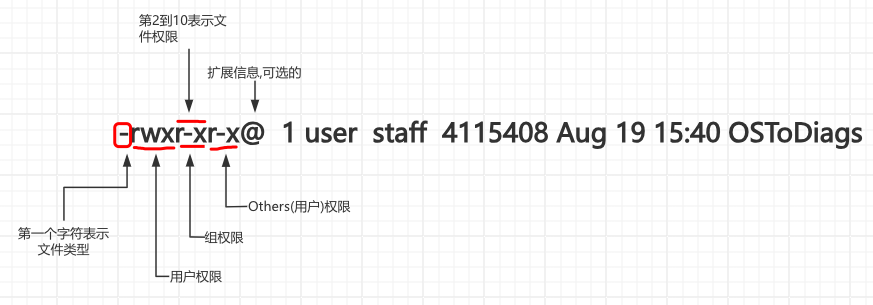 第2到10表示文
件权限
扩展信息,可选的
-rwxr-xr-x@ 1 user staff 4115408 Aug 19 15:40 OSToDiags
Others(用户)权限
第一个字符表示
文件类型
组权限
用户权限